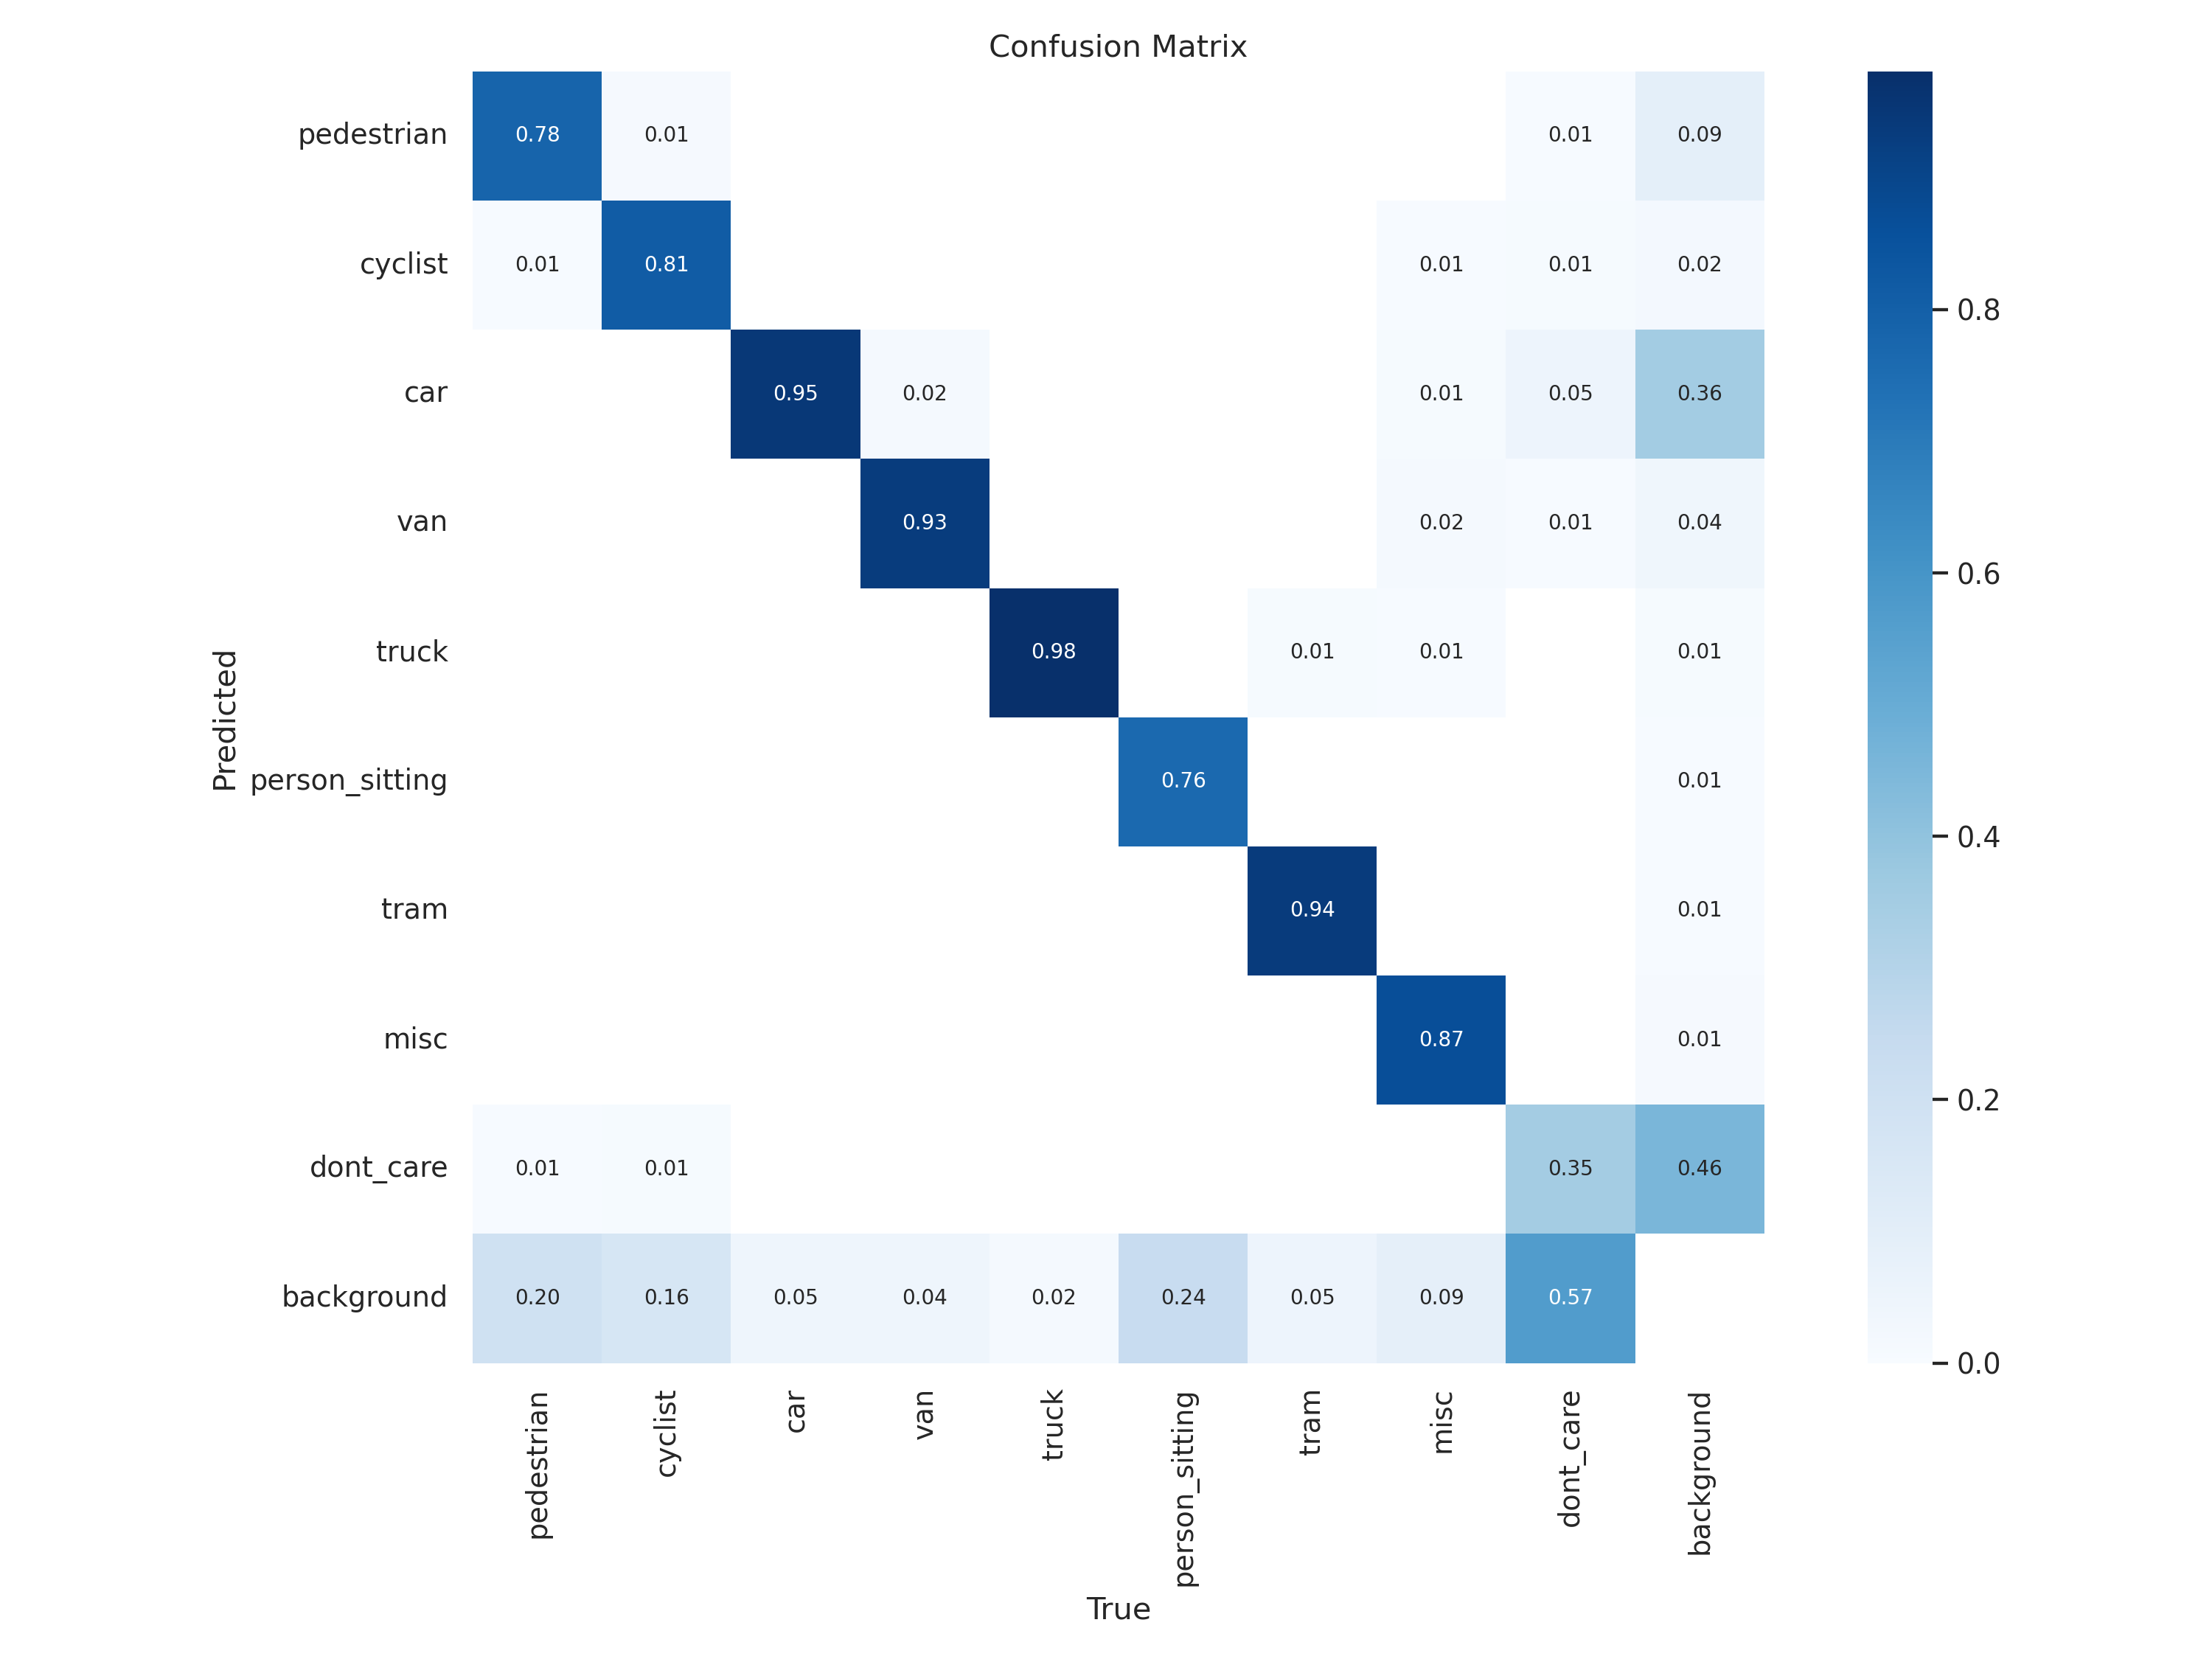 Confusion Matrix
pedestrian 0.78 0.01 0.01 0.09
cyclist 0.01 0.81 0.01 0.01 0.02
0.8
car 0.95 0.02 0.01 0.05 0.36
van 0.93 0.02 0.01 0.04
0.6
truck 0.98 0.01 0.01 0.01
Predicted
person_sitting 0.76 0.01
0.4
tram 0.94 0.01
misc 0.87 0.01
0.2
dont_care 0.01 0.01 0.35 0.46
background 0.20 0.16 0.05 0.04 0.02 0.24 0.05 0.09 0.57
0.0
pedestrian
cyclist
car
van
truck
person_sitting
tram
misc
dont_care
background
True